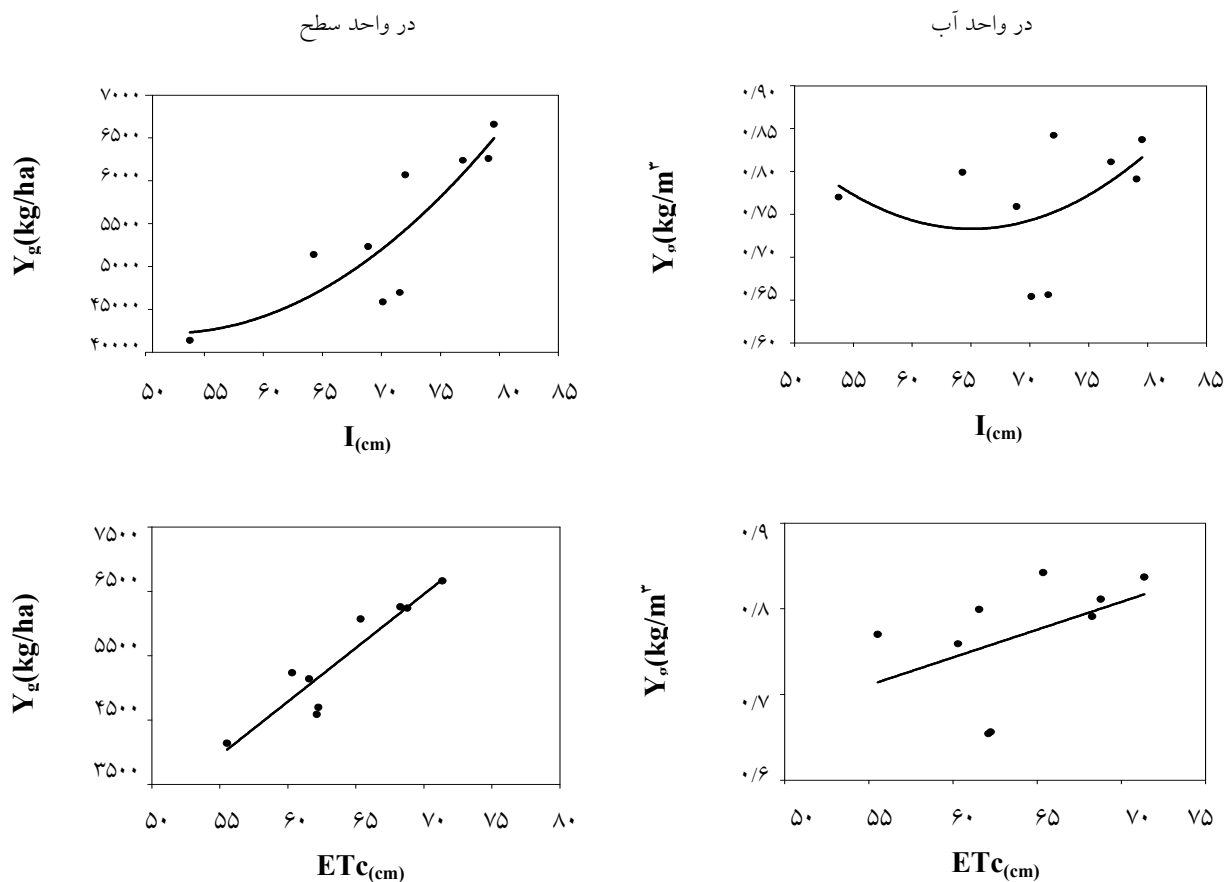 در واحد سطح
در واحد آب
Y_g(kg/ha)
۷۰۰۰
۶۵۰۰
۶۰۰۰
۵۵۰۰
۵۰۰۰
۴۵۰۰۰
۴۰۰۰۰
۵۰ ۵۵ ۶۰ ۶۵ ۷۰ ۷۵ ۸۰ ۸۵
I(cm)
Y_g(kg/m۳
۰/۹۰
۰/۸۵
۰/۸۰
۰/۷۵
۰/۷۰
۰/۶۵
۰/۶۰
۵۰ ۵۵ ۶۰ ۶۵ ۷۰ ۷۵ ۸۰ ۸۵
I(cm)
Y_g(kg/ha)
۷۵۰۰
۶۵۰۰
۵۵۰۰
۴۵۰۰
۳۵۰۰
۵۰ ۵۵ ۶۰ ۶۵ ۷۰ ۷۵ ۸۰
ETc(cm)
Y_g(kg/m۳
۰/۹
۰/۸
۰/۷
۰/۶
۵۰ ۵۵ ۶۰ ۶۵ ۷۰ ۷۵
ETc(cm)